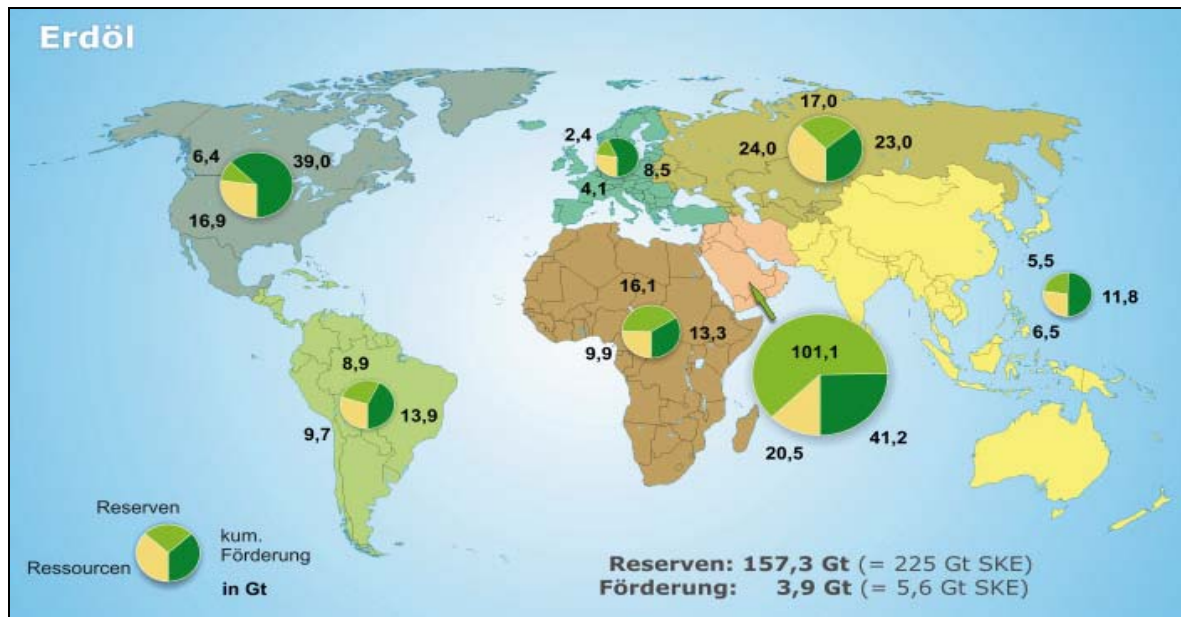 Erdöl
6,4
39,0
16,9
2,4
8,5
4,1
17,0
24,0
23,0
5,5
11,8
6,5
16,1
13,3
9,9
101,1
41,2
20,5
8,9
13,9
9,7
Reserven
Ressourcen
kum.
Förderung
in Gt
Reserven: 157,3 Gt (= 225 Gt SKE)
Förderung: 3,9 Gt (= 5,6 Gt SKE)